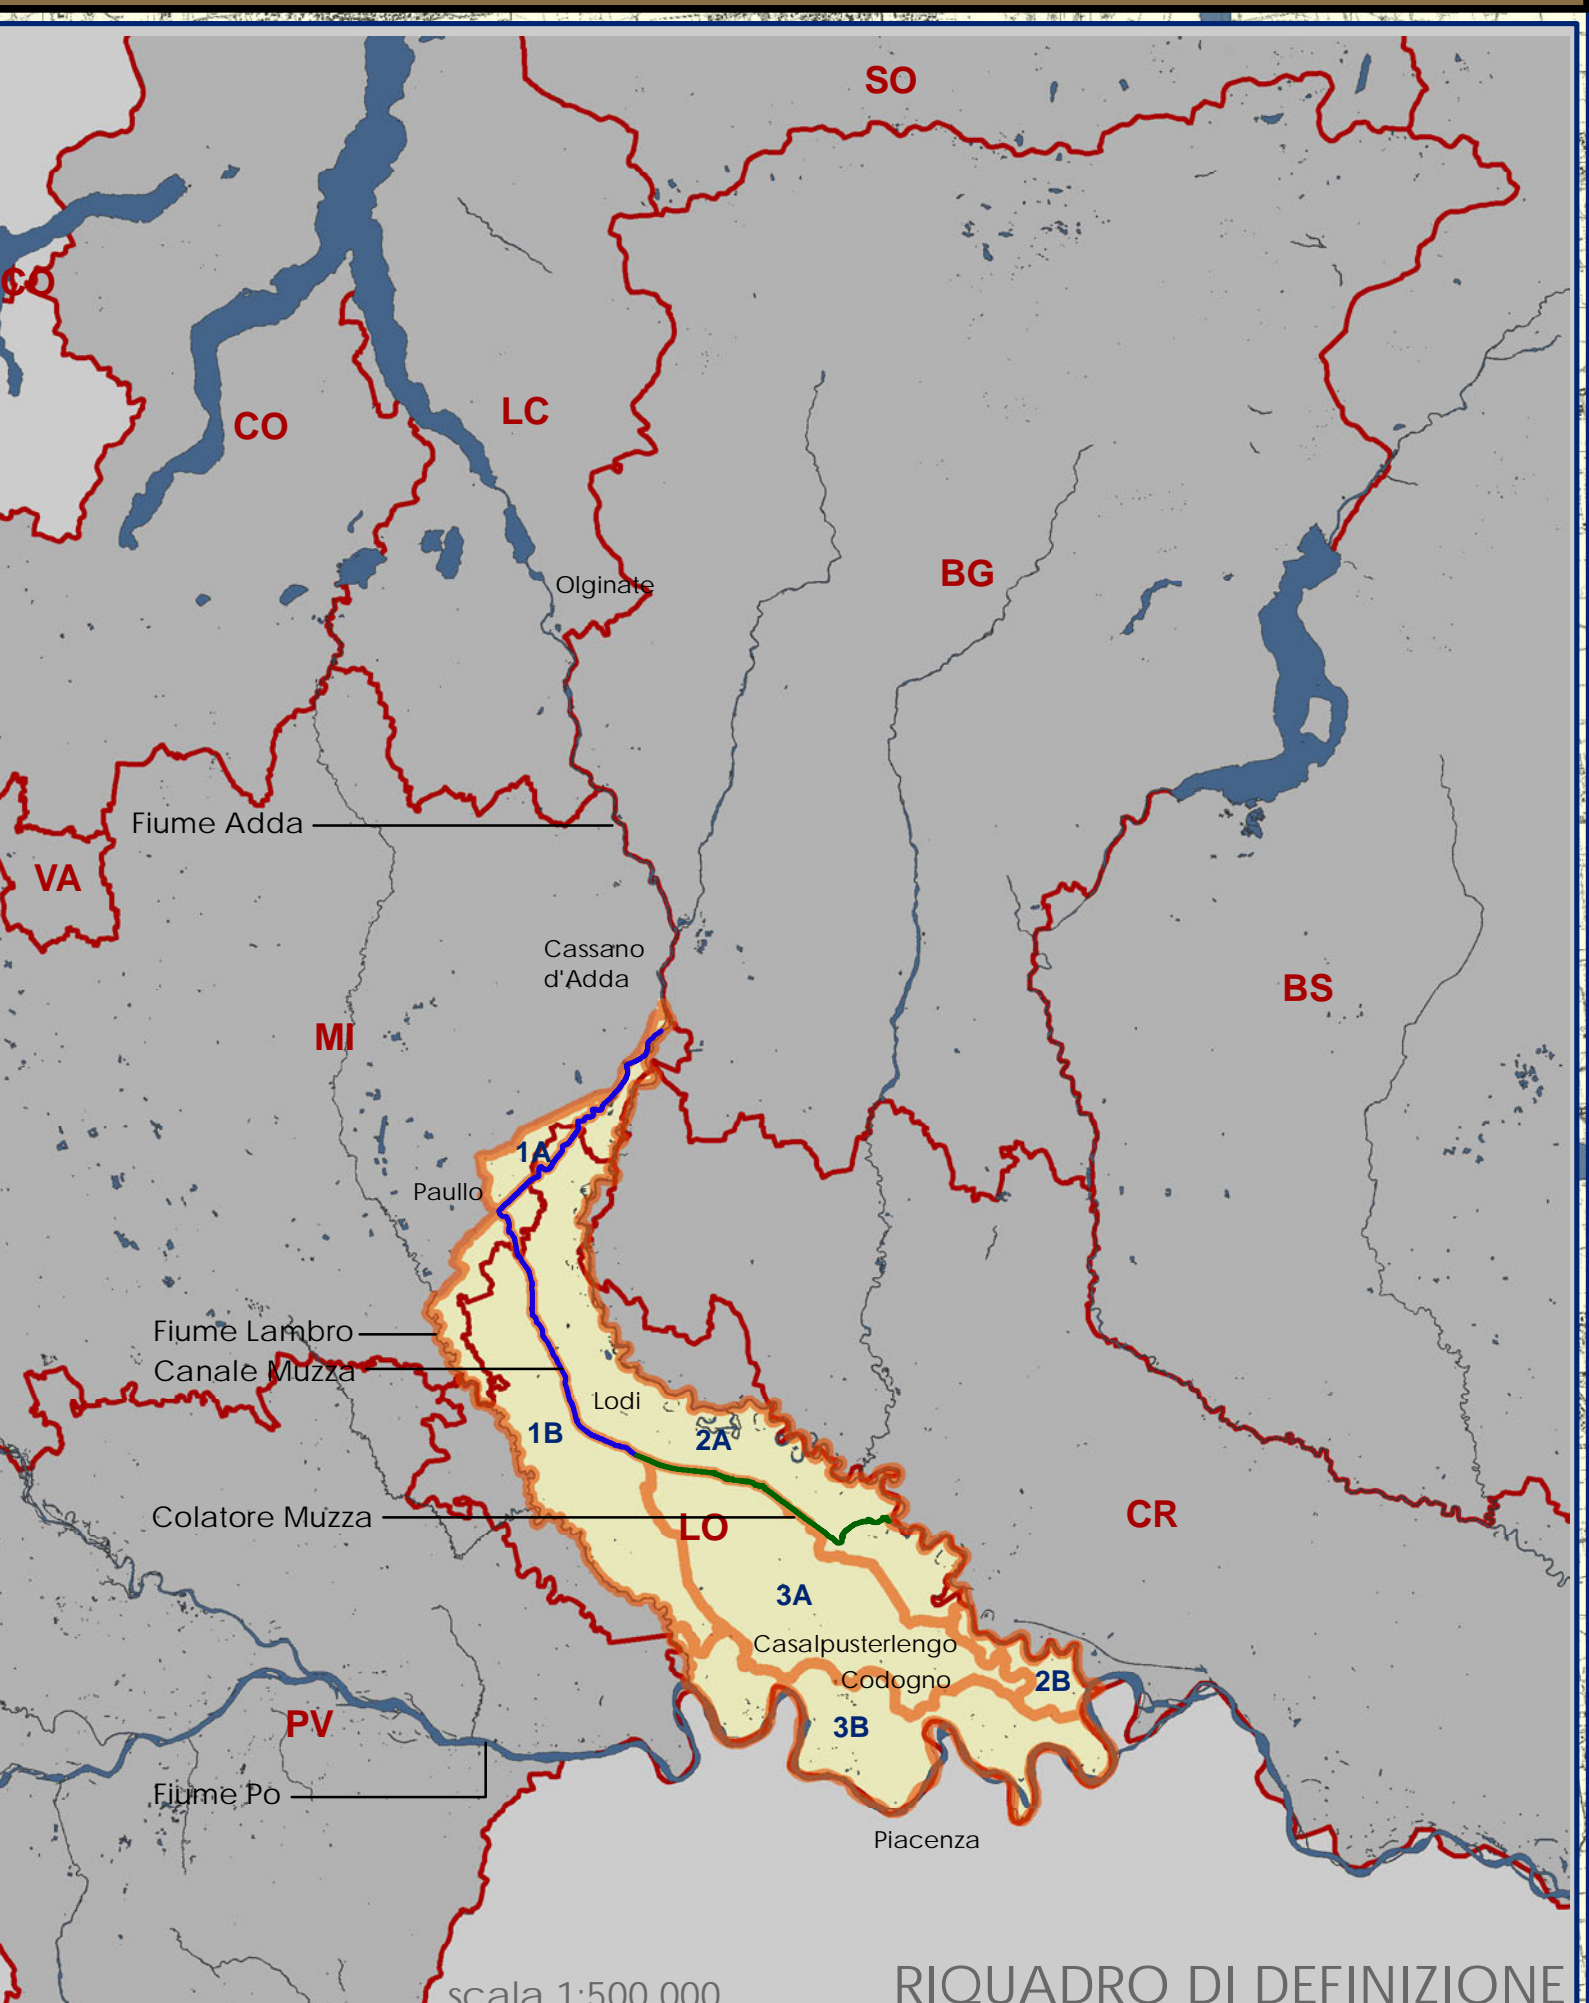 SO
CO
LC
CO
BG
Olginate
Fiume Adda
VA
Cassano
d'Adda
BS
MI
1A
Paullo
Fiume Lambro
Canale Muzza
Lodi
1B
2A
Colatore Muzza
LO
CR
3A
Casalpusterlengo
Codogno
2B
PV
3B
Fiume Po
Piacenza
scala 1:500.000
RIQUADRO DI DEFINIZIONE